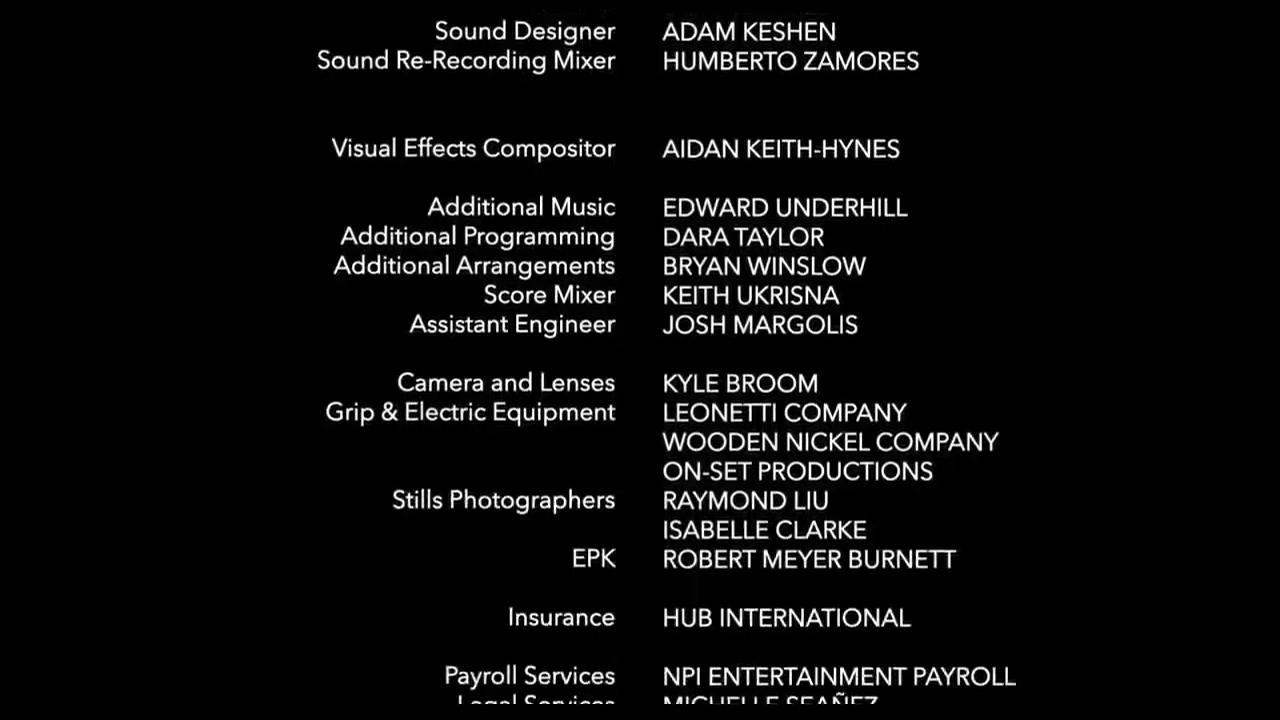 Sound Designer ADAM KESHEN
Sound Re-Recording Mixer HUMBERTO ZAMORES
Visual Effects Compositor AIDAN KEITH-HYNES
Additional Music EDWARD UNDERHILL
Additional Programming DARA TAYLOR
Additional Arrangements BRYAN WINSLOW
Score Mixer KEITH UKRISNA
Assistant Engineer JOSH MARGOLIS
Camera and Lenses KYLE BROOM
Grip & Electric Equipment LEONETTI COMPANY
WOODEN NICKEL COMPANY
ON-SET PRODUCTIONS
Stills Photographers RAYMOND LIU
ISABELLE CLARKE
EPK ROBERT MEYER BURNETT
Insurance HUB INTERNATIONAL
Payroll Services NPI ENTERTAINMENT PAYROLL
Legal Services MICHELLE SEAÑEZ